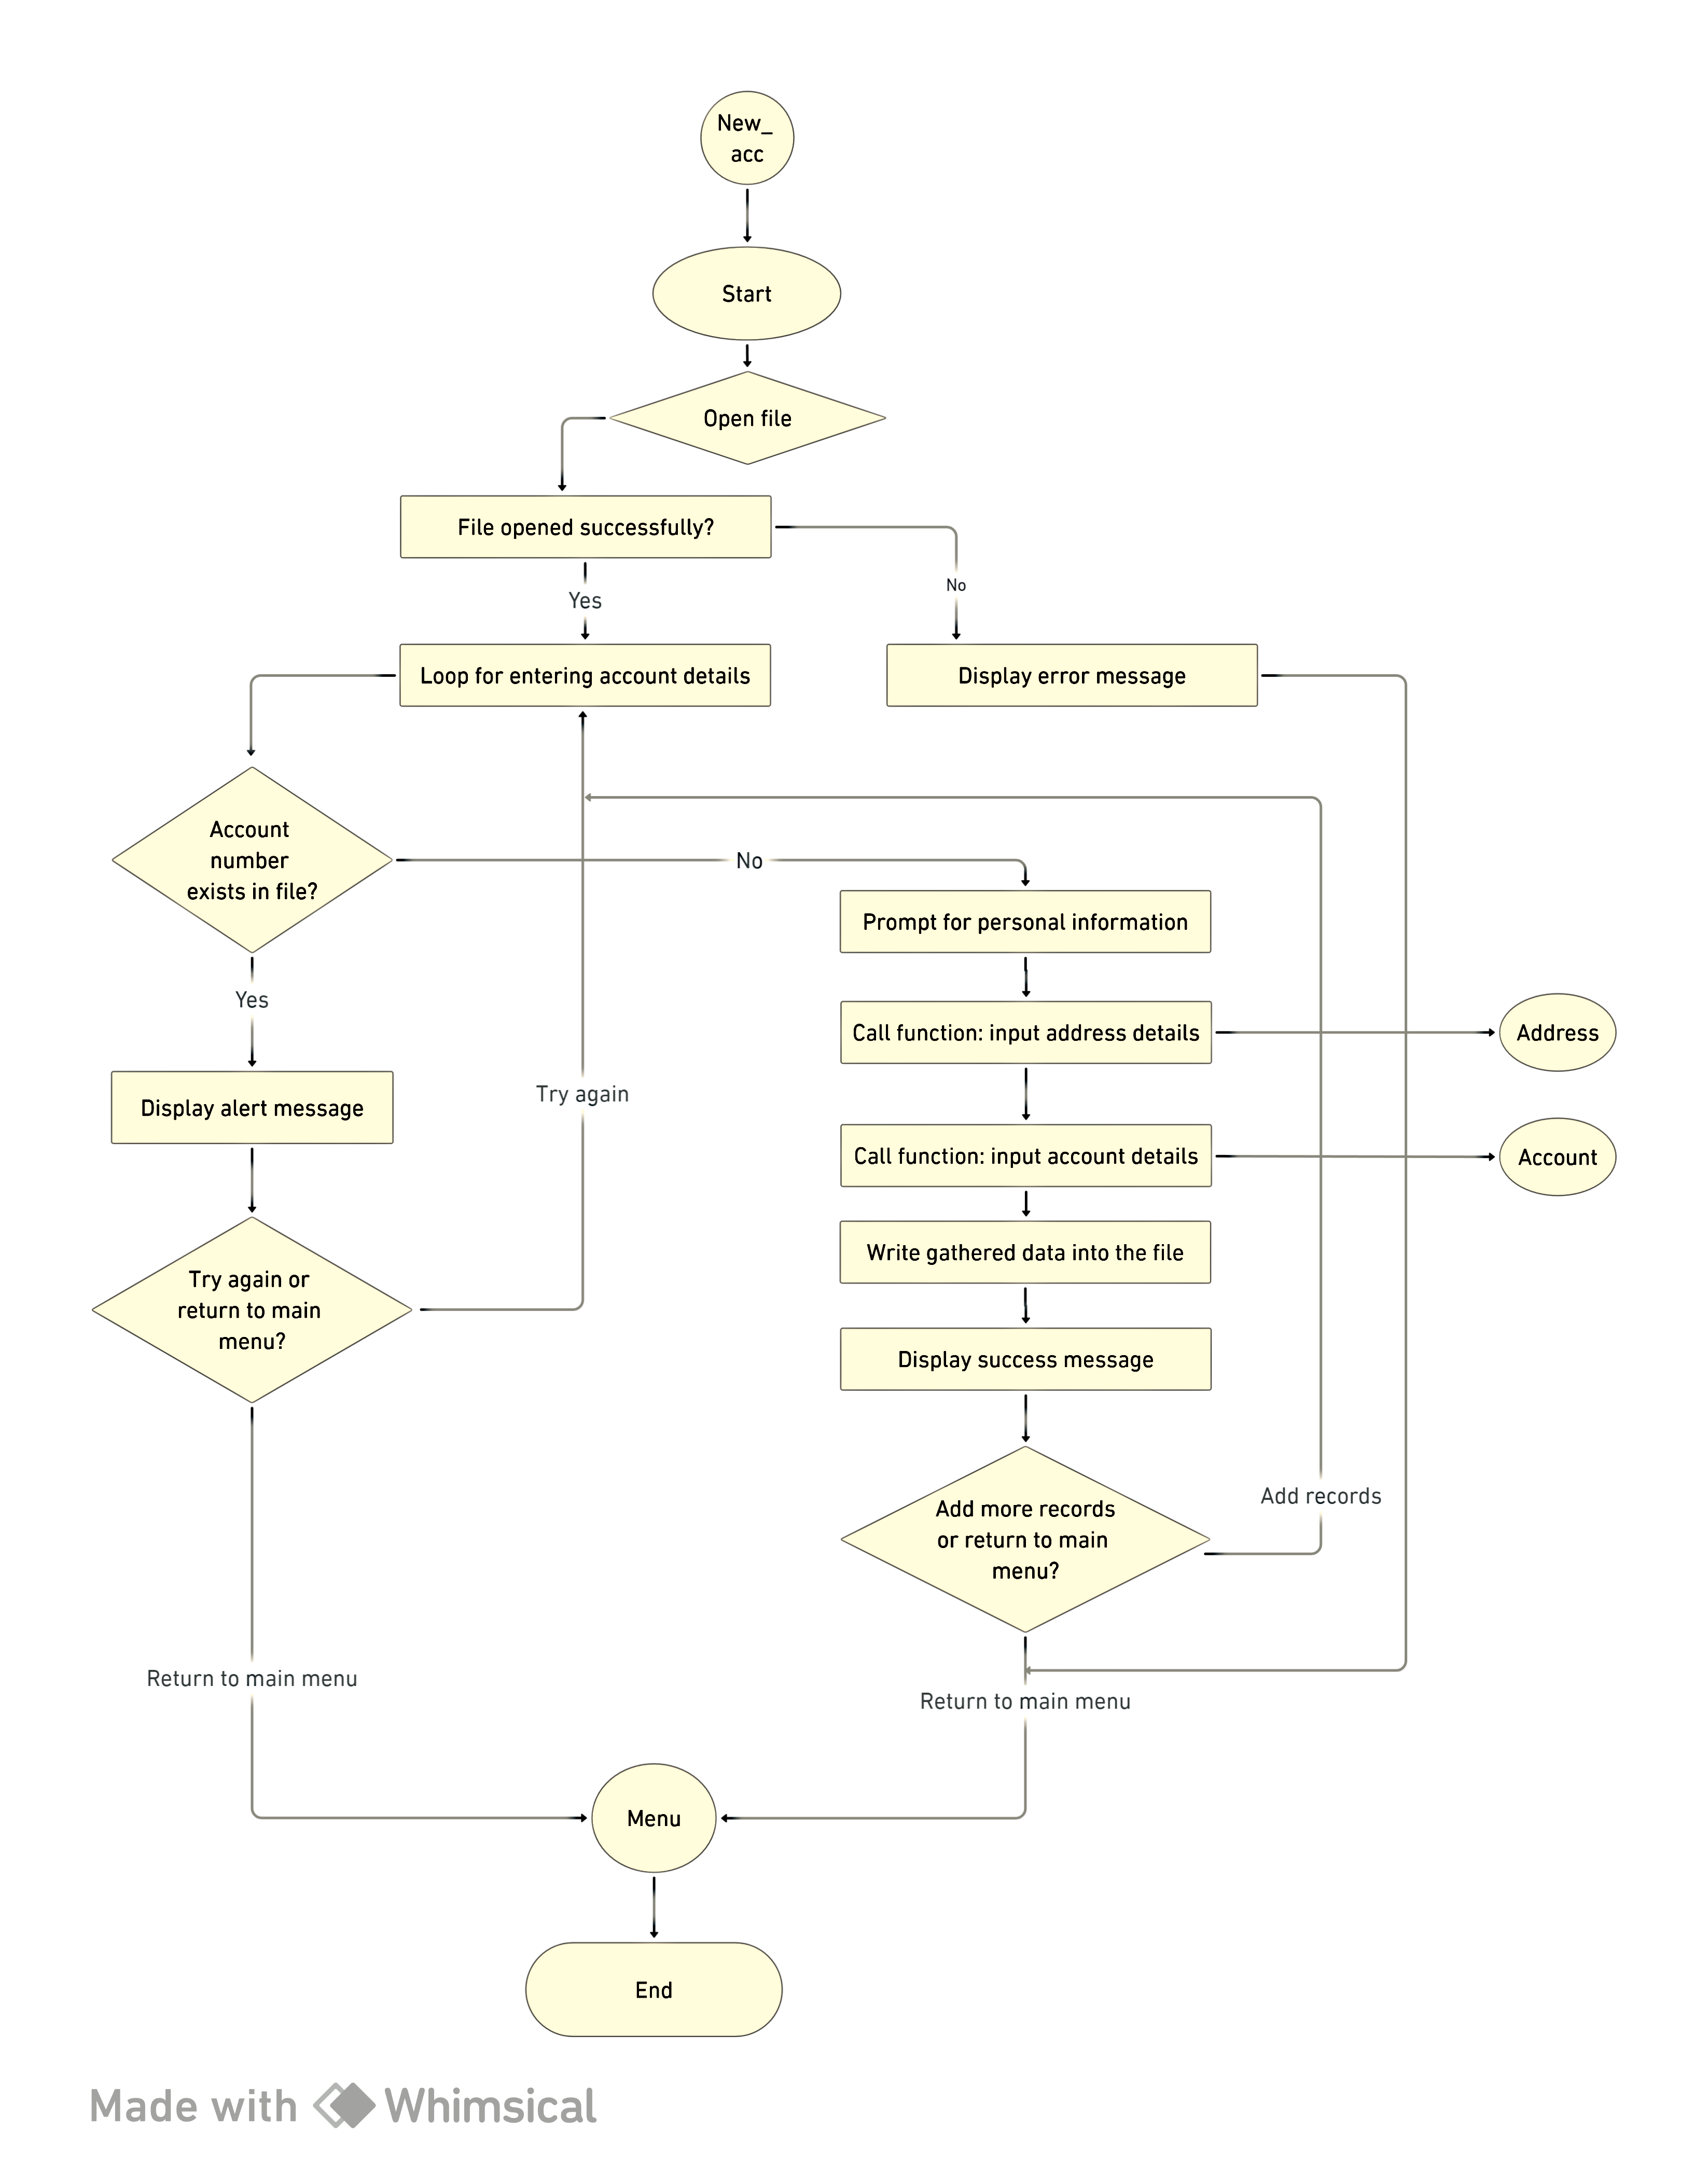 New_
acc
Start
Open file
File opened successfully?
Yes
No
Loop for entering account details
Display error message
Account
number
exists in file?
No
Prompt for personal information
Yes
Call function: input address details
Address
Display alert message
Try again
Call function: input account details
Account
Write gathered data into the file
Try again or
return to main
menu?
Display success message
Add more records
or return to main
menu?
Add records
Return to main menu
Return to main menu
Menu
End
Made with Whimsical